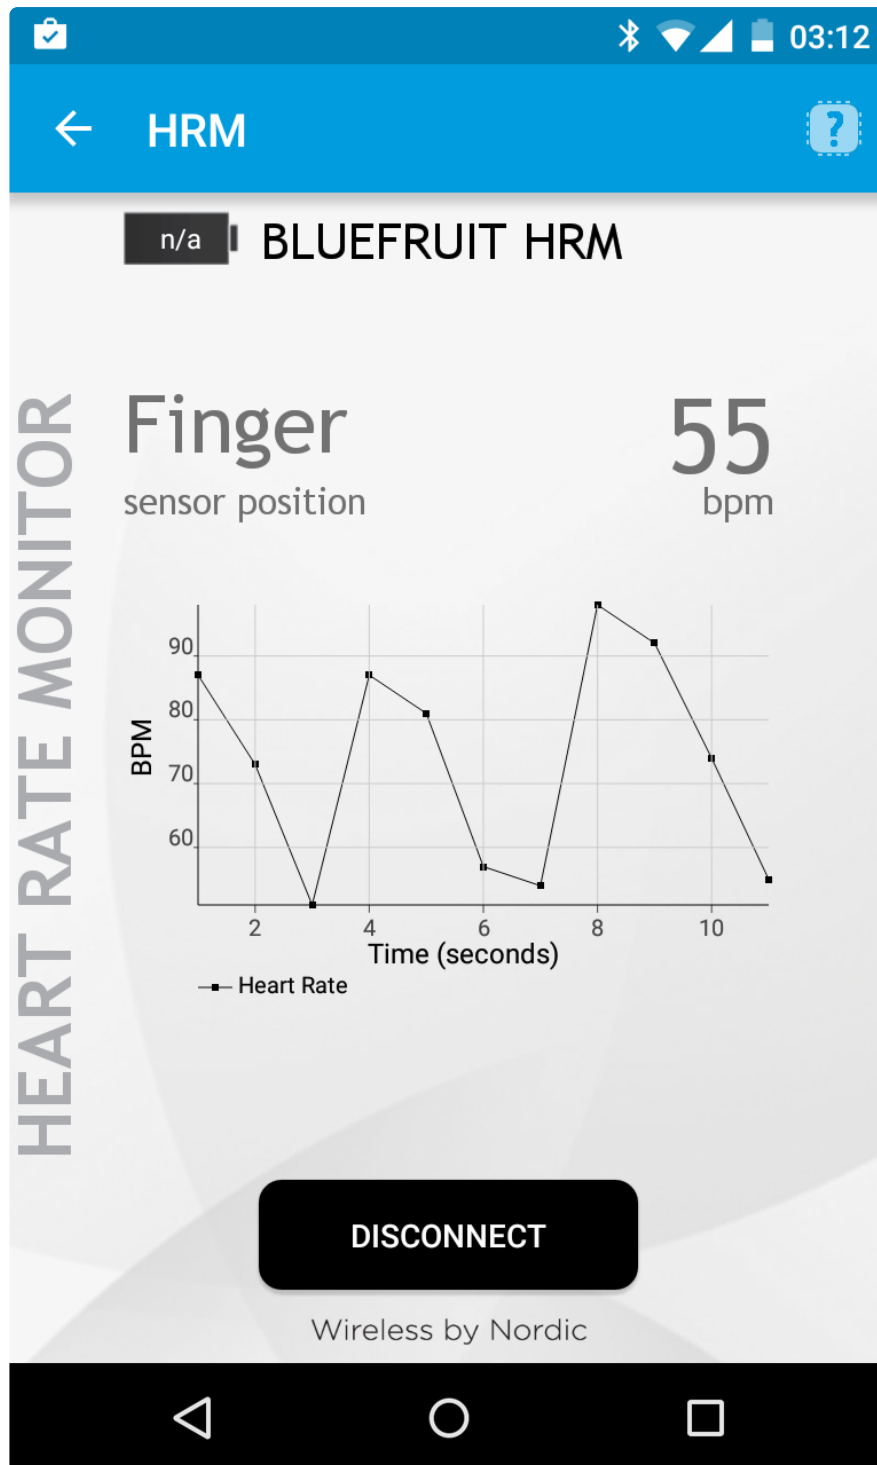 03:12
HRM
?
n/a
BLUEFRUIT HRM
HEART RATE MONITOR
Finger
55
sensor position
bpm
BPM
90
80
70
60
2 4 6 8 10
Time (seconds)
Heart Rate
DISCONNECT
Wireless by Nordic